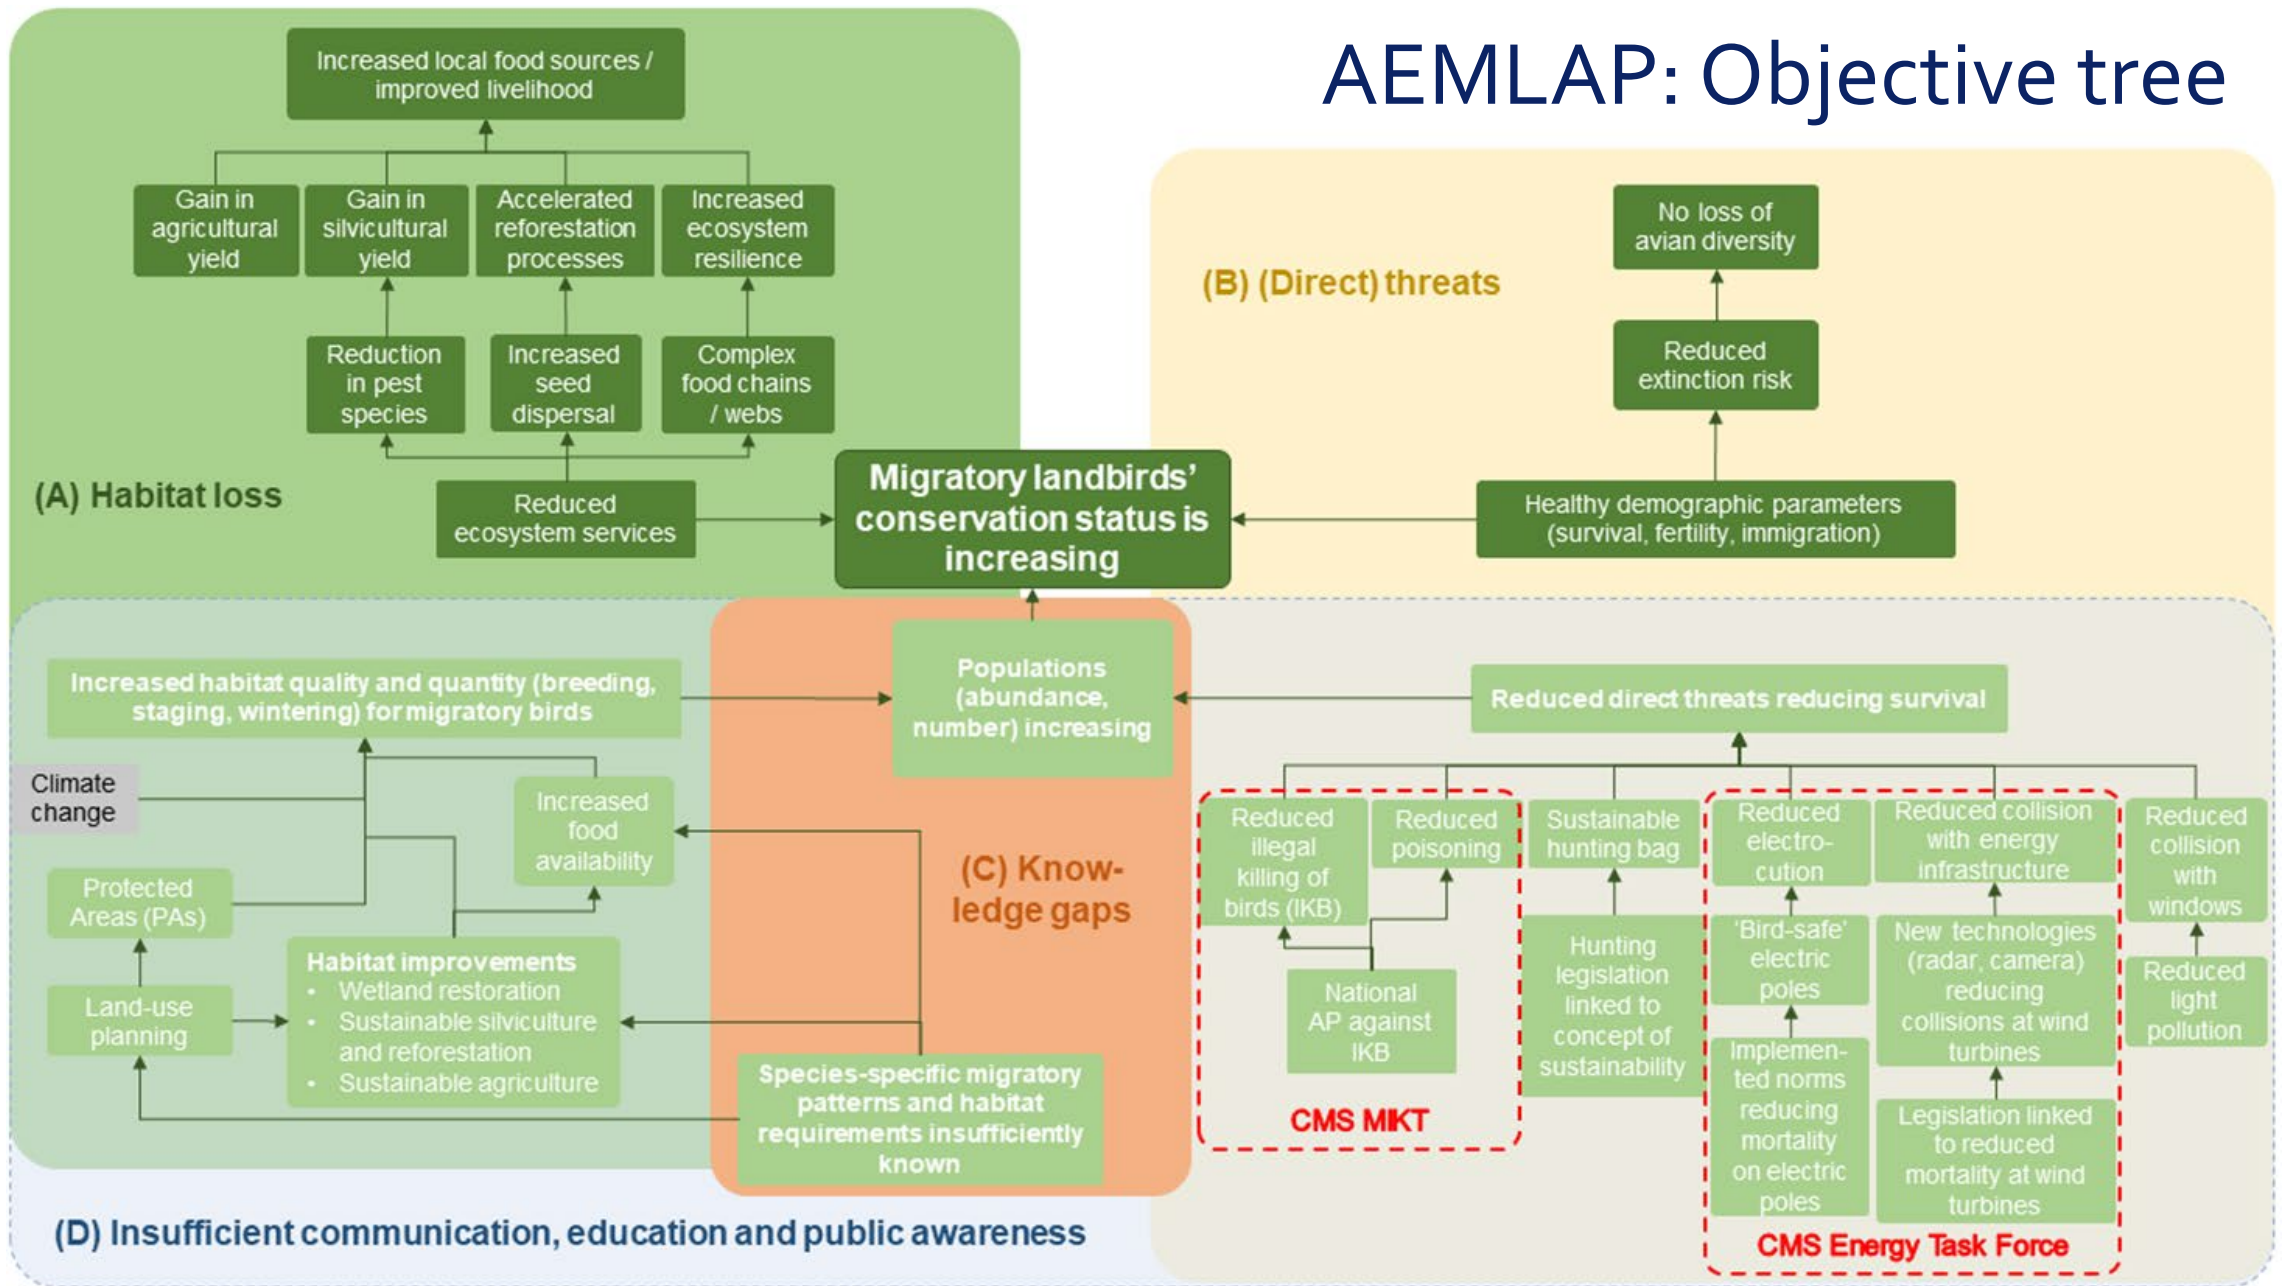 AEMLAP: Objective tree
Increased local food sources /
improved livelihood
Gain in
agricultural
yield
Gain in
silvicultural
yield
Accelerated
reforestation
processes
Increased
ecosystem
resilience
Reduction
in pest
species
Increased
seed
dispersal
Complex
food chains
/ webs
(A) Habitat loss
Reduced
ecosystem services
Migratory landbirds'
conservation status is
increasing
(B) (Direct) threats
No loss of
avian diversity
Reduced
extinction risk
Healthy demographic parameters
(survival, fertility, immigration)
Increased habitat quality and quantity (breeding,
staging, wintering) for migratory birds
Populations
(abundance,
number) increasing
Reduced direct threats reducing survival
Climate
change
Increased
food
availability
Protected
Areas (PAs)
Land-use
planning
Habitat improvements
• Wetland restoration
• Sustainable silviculture
and reforestation
• Sustainable agriculture
(C) Know-
ledge gaps
Species-specific migratory
patterns and habitat
requirements insufficiently
known
Reduced
illegal
killing of
birds (IKB)
Reduced
poisoning
National
AP against
IKB
CMS MIKT
Sustainable
hunting bag
Hunting
legislation
linked to
concept of
sustainability
Reduced
electro-
cution
'Bird-safe'
electric
poles
Implemen-
ted norms
reducing
mortality
on electric
poles
Reduced collision
with energy
infrastructure
New technologies
(radar, camera)
reducing
collisions at wind
turbines
Legislation linked
to reduced
mortality at wind
turbines
CMS Energy Task Force
Reduced
collision
with
windows
Reduced
light
pollution
(D) Insufficient communication, education and public awareness